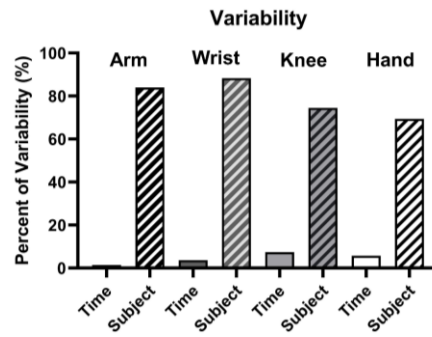 Variability
Percent of Variability (%)
100
80
60
40
20
0
Arm
Wrist
Knee
Hand
Time
Subject
Time
Subject
Time
Subject
Time
Subject